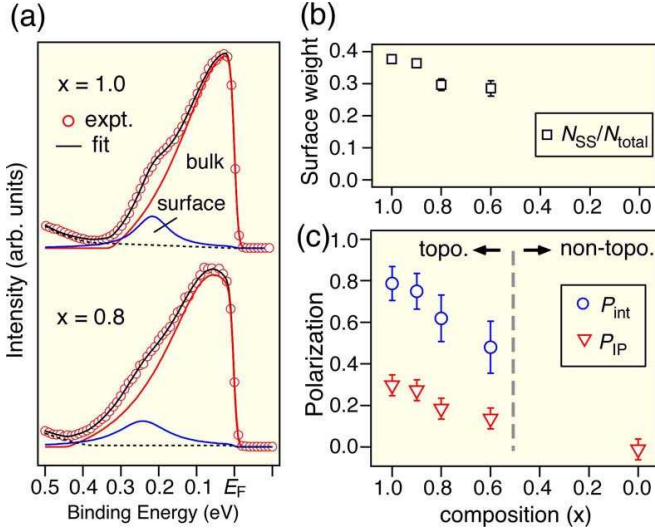 (a)
x = 1.0
expt.
fit
bulk
surface
x = 0.8
Intensity (arb. units)
0.5 0.4 0.3 0.2 0.1 EF
Binding Energy (eV)
(b)
Surface weight
0.4
0.3
0.2
0.1
0.0
NSS/Ntotal
1.0 0.8 0.6 0.4 0.2 0.0
(c)
Polarization
1.0
0.8
0.6
0.4
0.2
0.0
topo. non-topo.
Pint
PIP
1.0 0.8 0.6 0.4 0.2 0.0
composition (x)